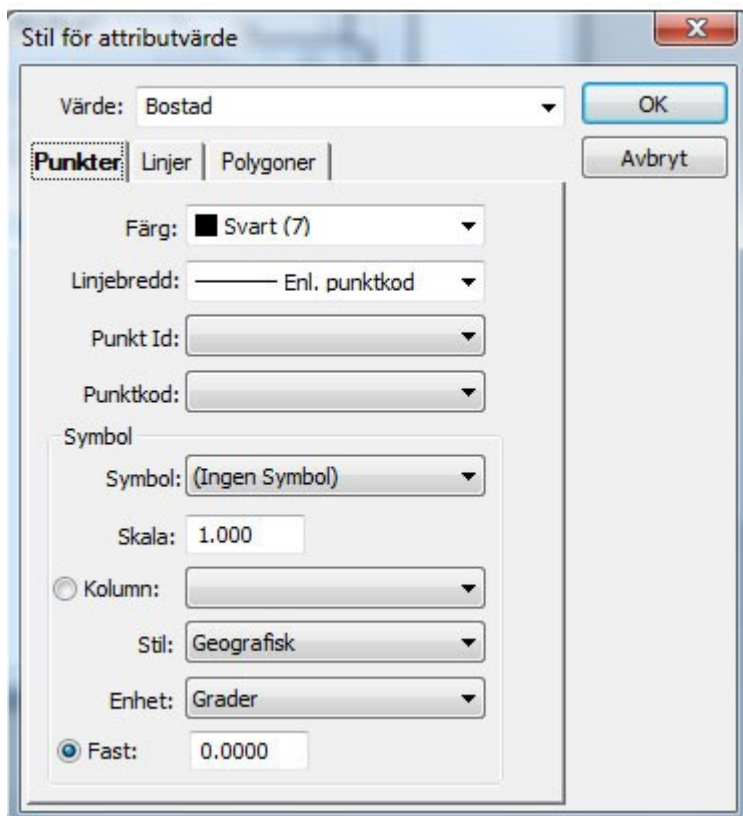 Stil för attributvärde
Värde: Bostad
OK
Avbryt
Punkter Linjer Polygoner
Färg: Svart (7)
Linjebredd: Enl. punktkod
Punkt Id:
Punktkod:
Symbol
Symbol: (Ingen Symbol)
Skala: 1.000
Kolumn:
Stil: Geografisk
Enhet: Grader
Fast: 0.0000